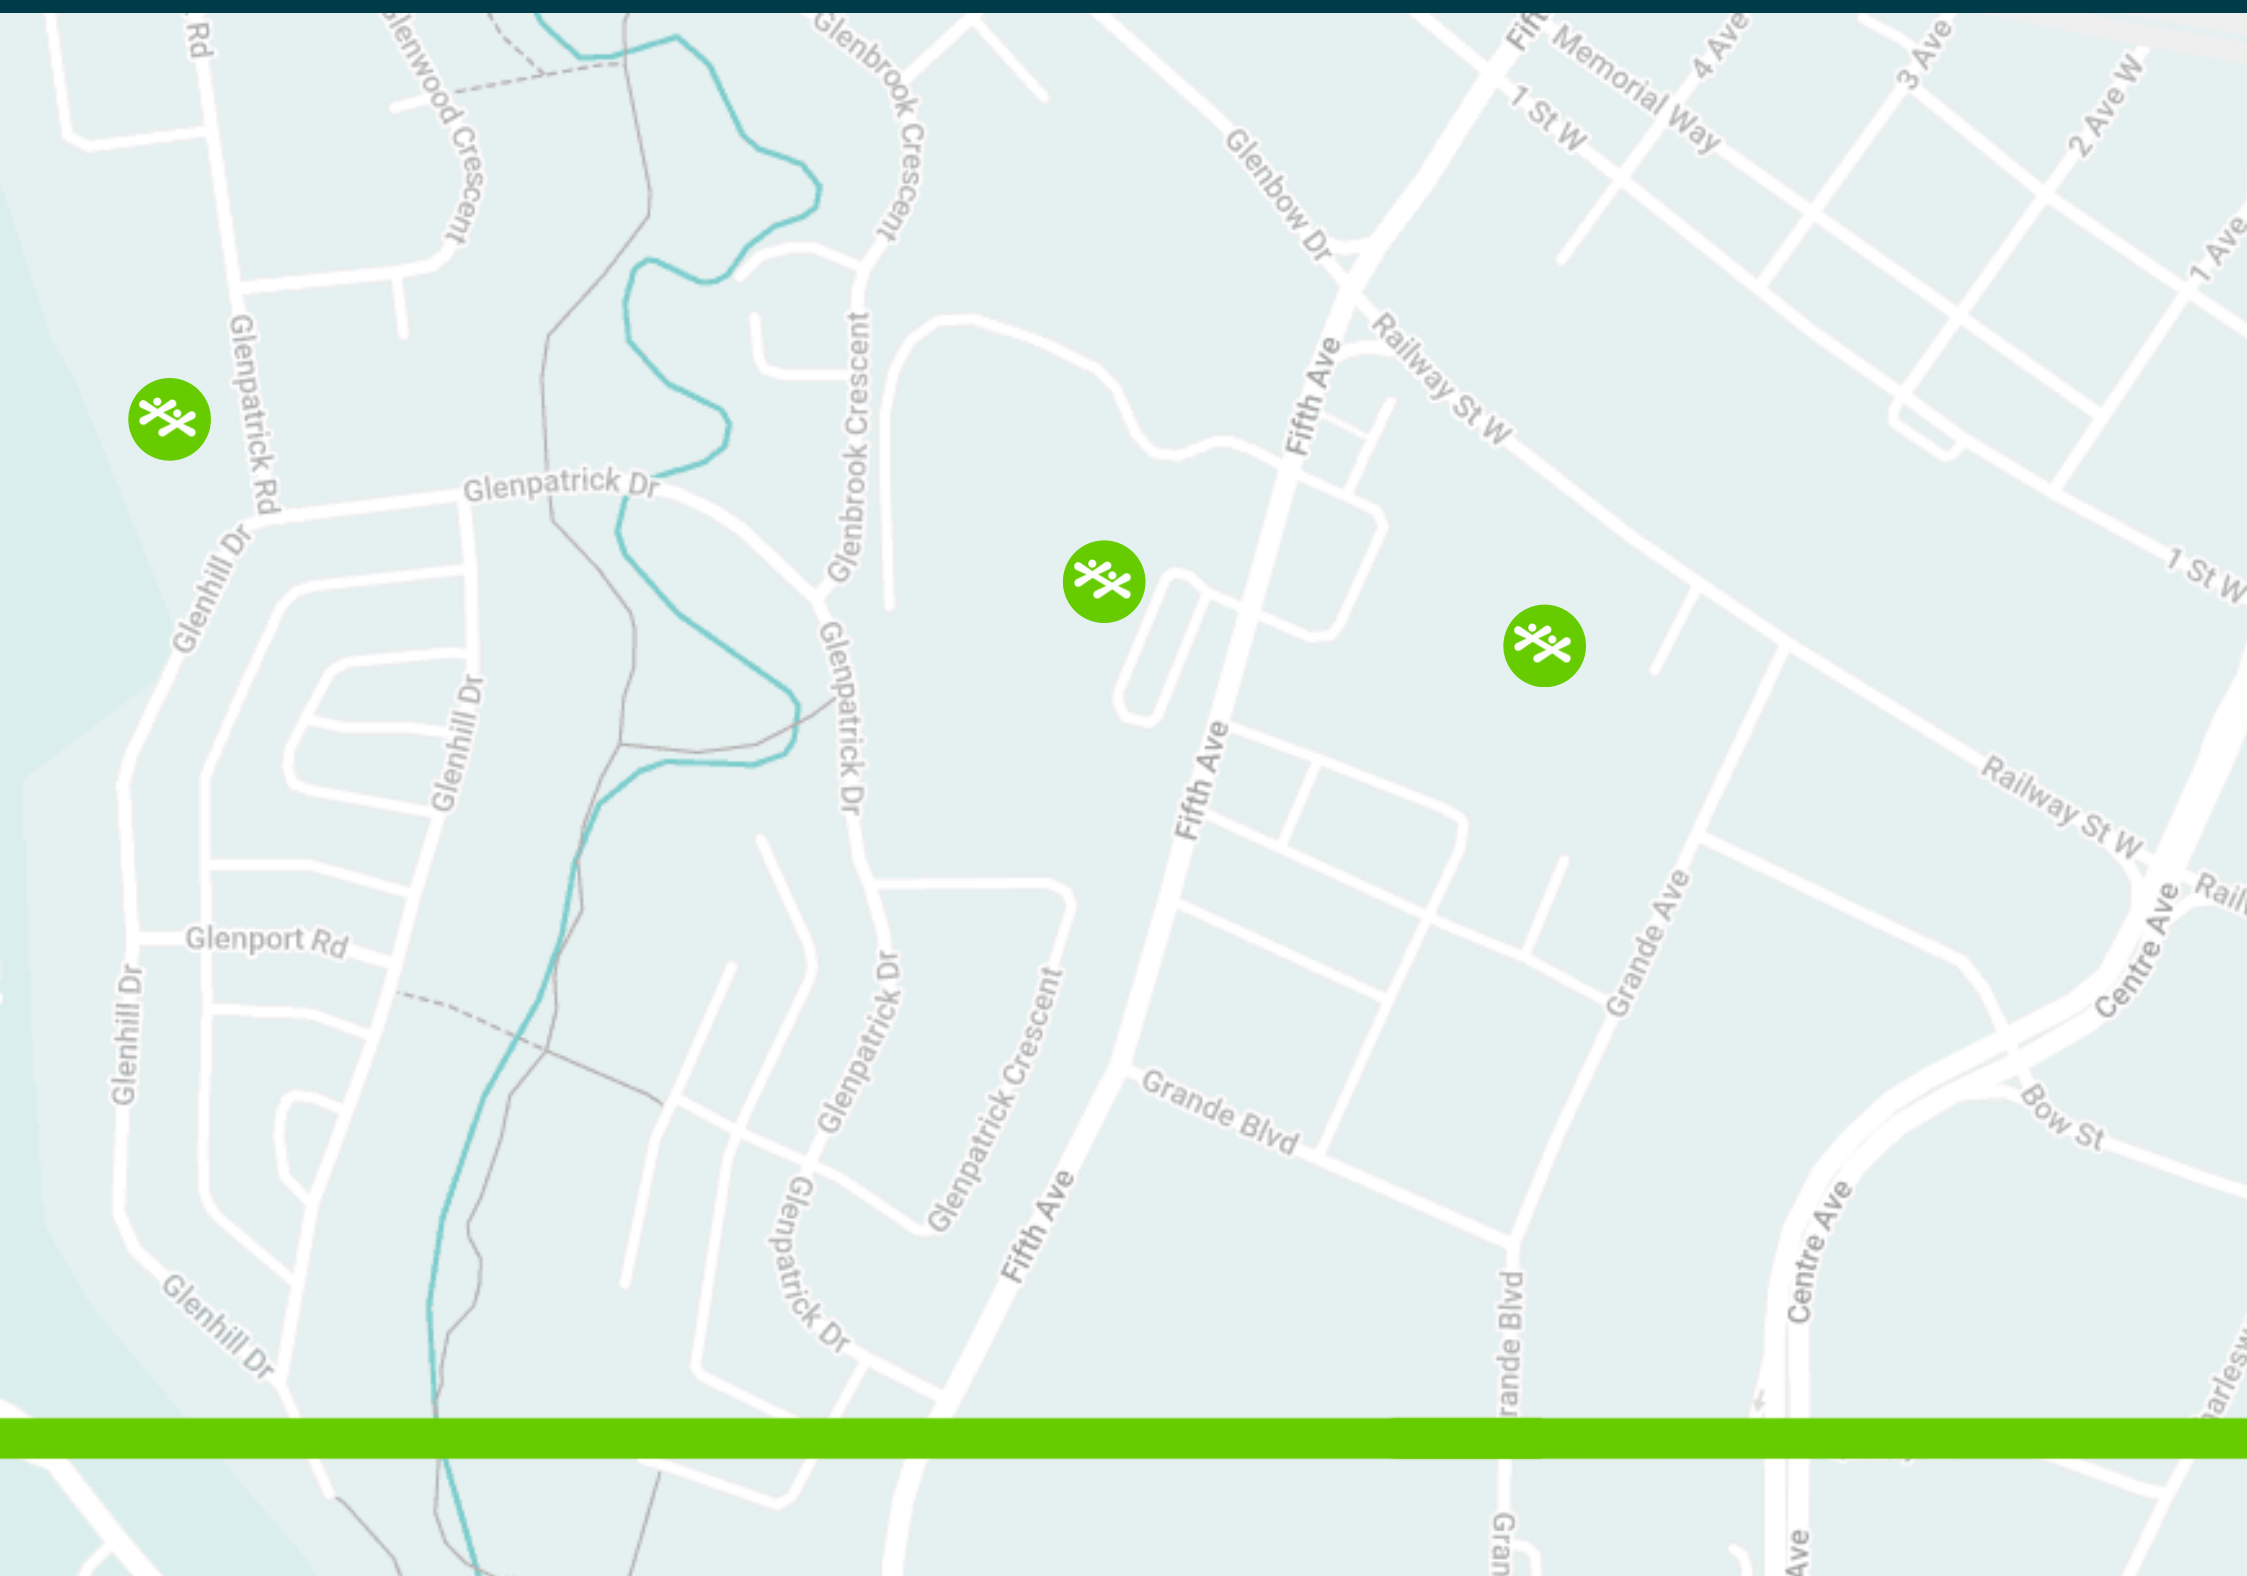 Rd
Glenwood Crescent
Glenbrook Crescent
Memorial Way
4 Ave
3 Ave
2 Ave W
1 St W
Glenbow Dr
1 Ave
Glenpatrick Rd
Glenbrook Crescent
Fifth Ave
Railway St W
Glenpatrick Dr
Glenhill Dr
1 St W
Glenpatrick Dr
Glenhill Dr
Fifth Ave
Railway St W
Grande Ave
Centre Ave
Glenport Rd
Glenhill Dr
Glenpatrick Dr
Glenpatrick Crescent
Grande Blvd
Bow St
Glenpatrick Dr
Fifth Ave
Centre Ave
Glenhill Dr
rande Blvd
Gran
Ave